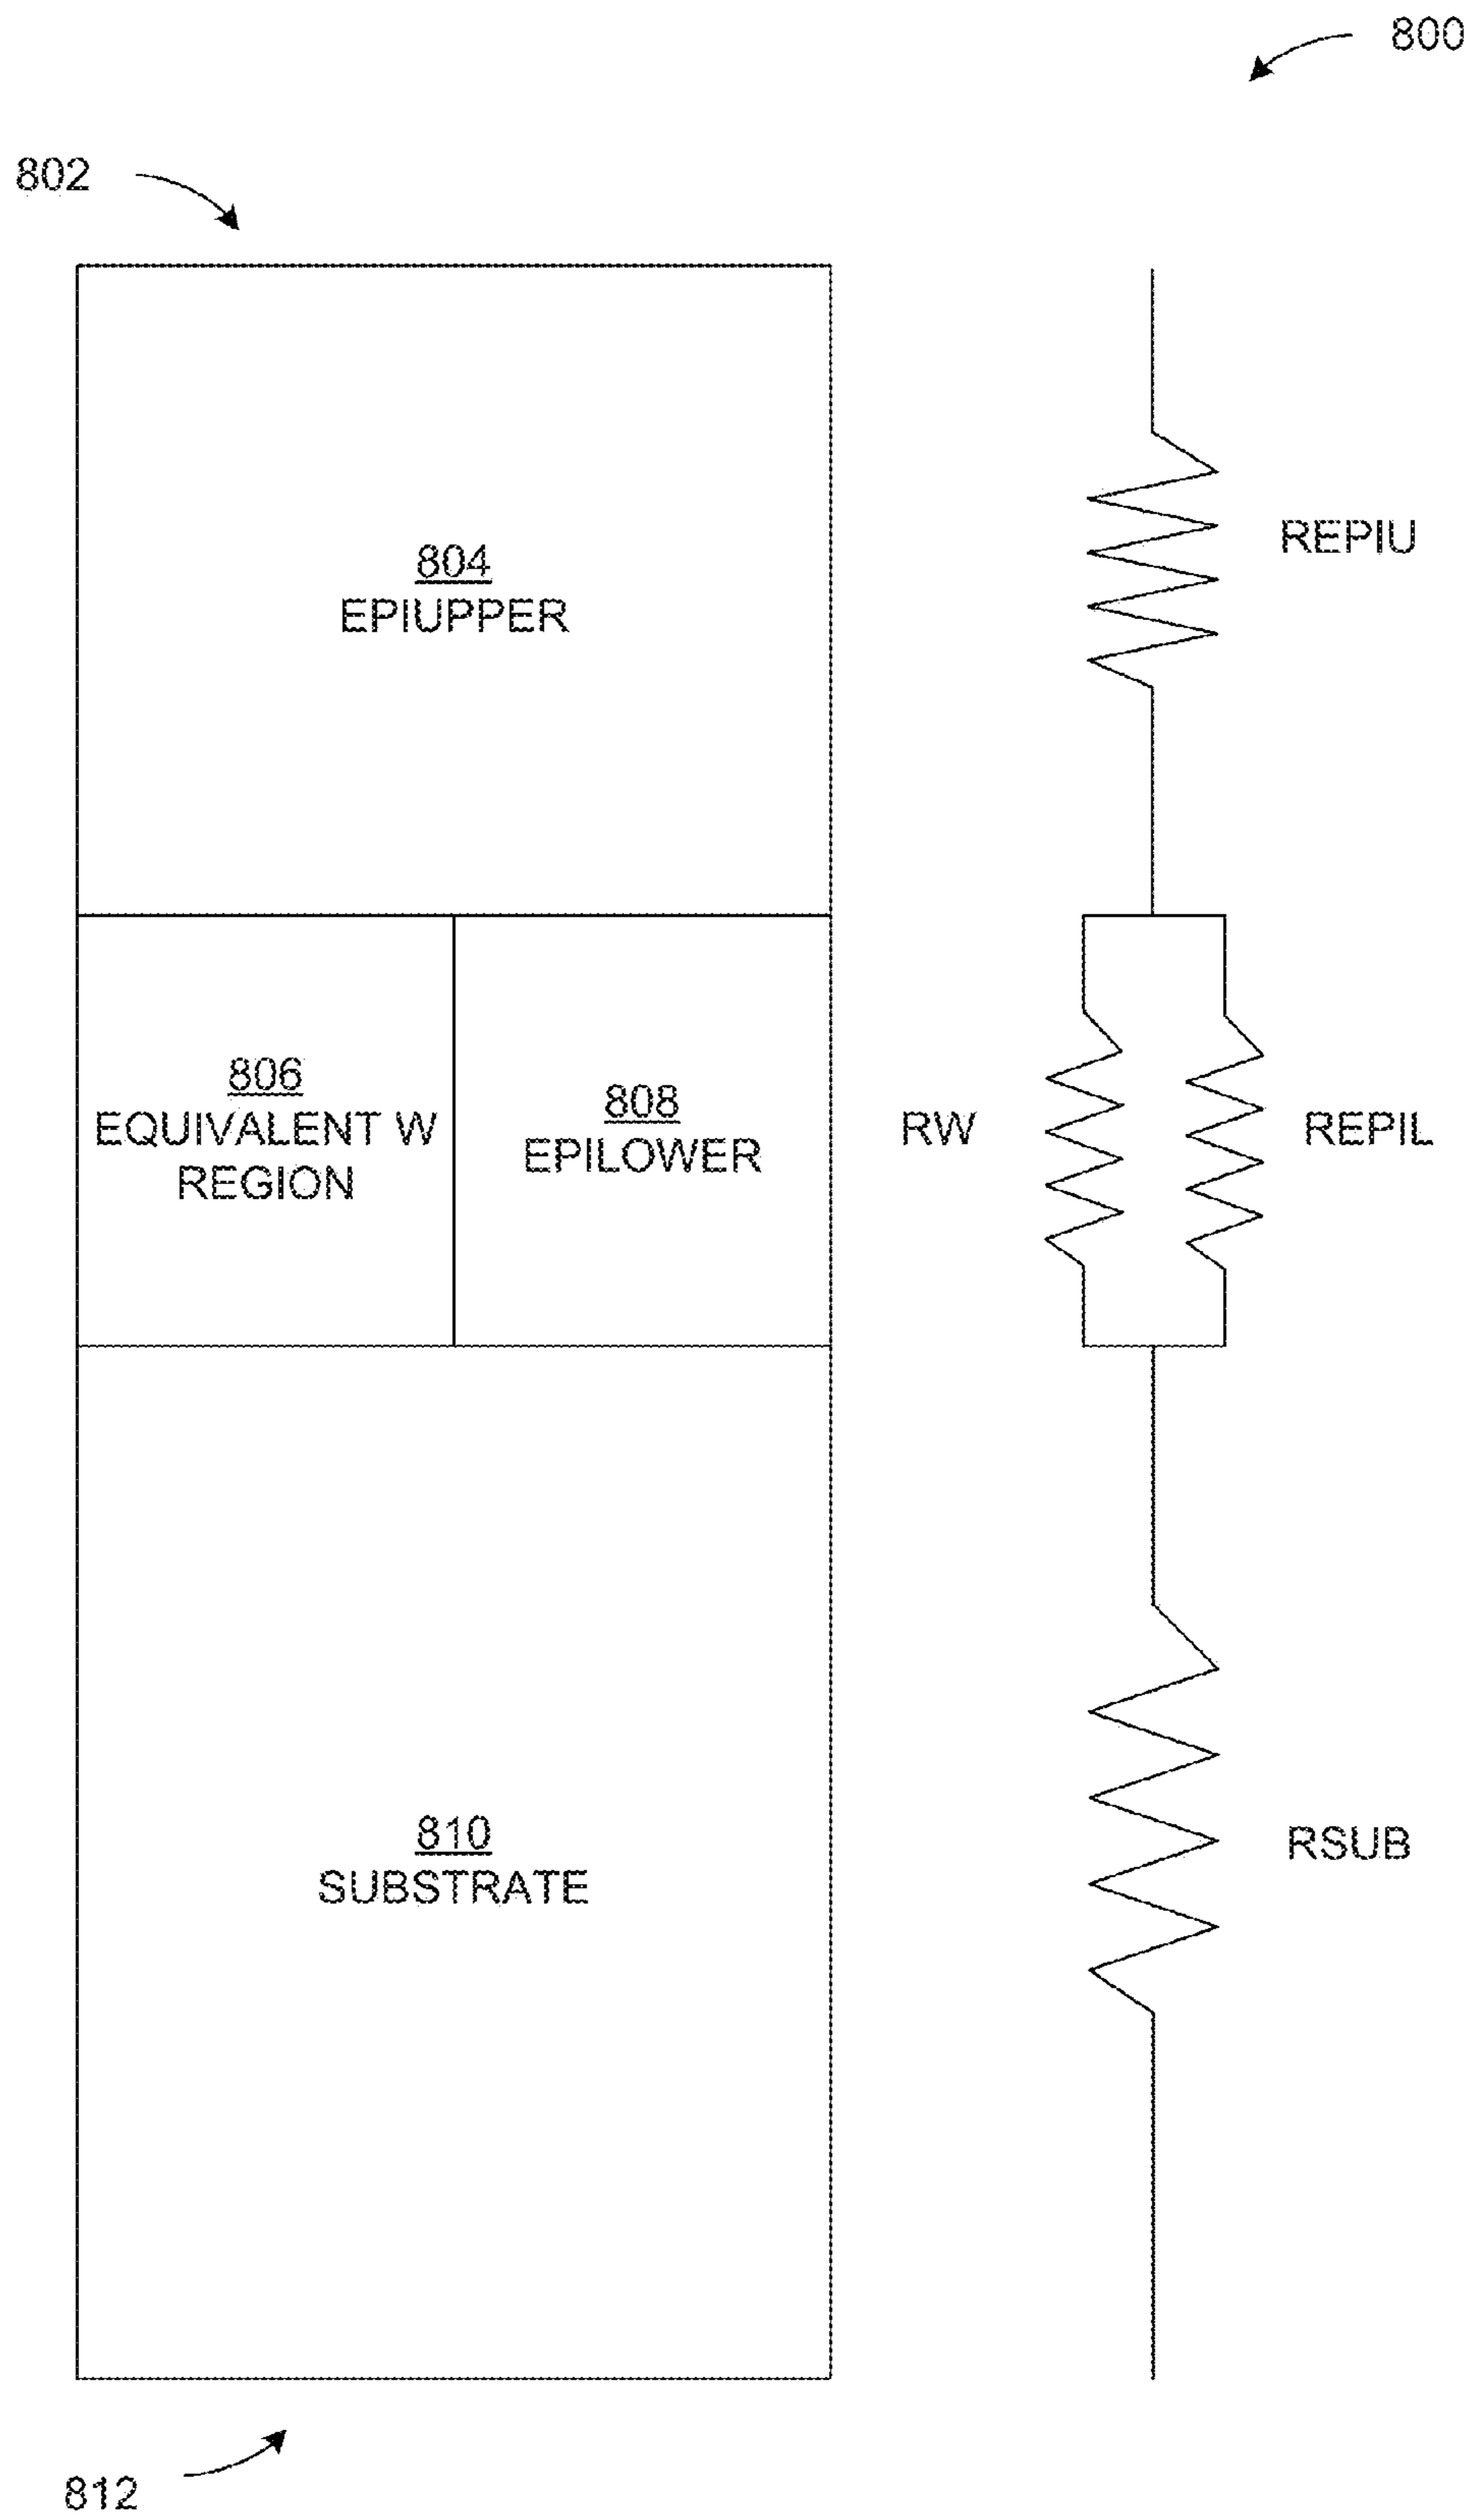 800
802
804
EPIUPPER
REPIU
806
EQUIVALENT W
REGION
808
EPILOWER
RW
REPIL
810
SUBSTRATE
RSUB
812